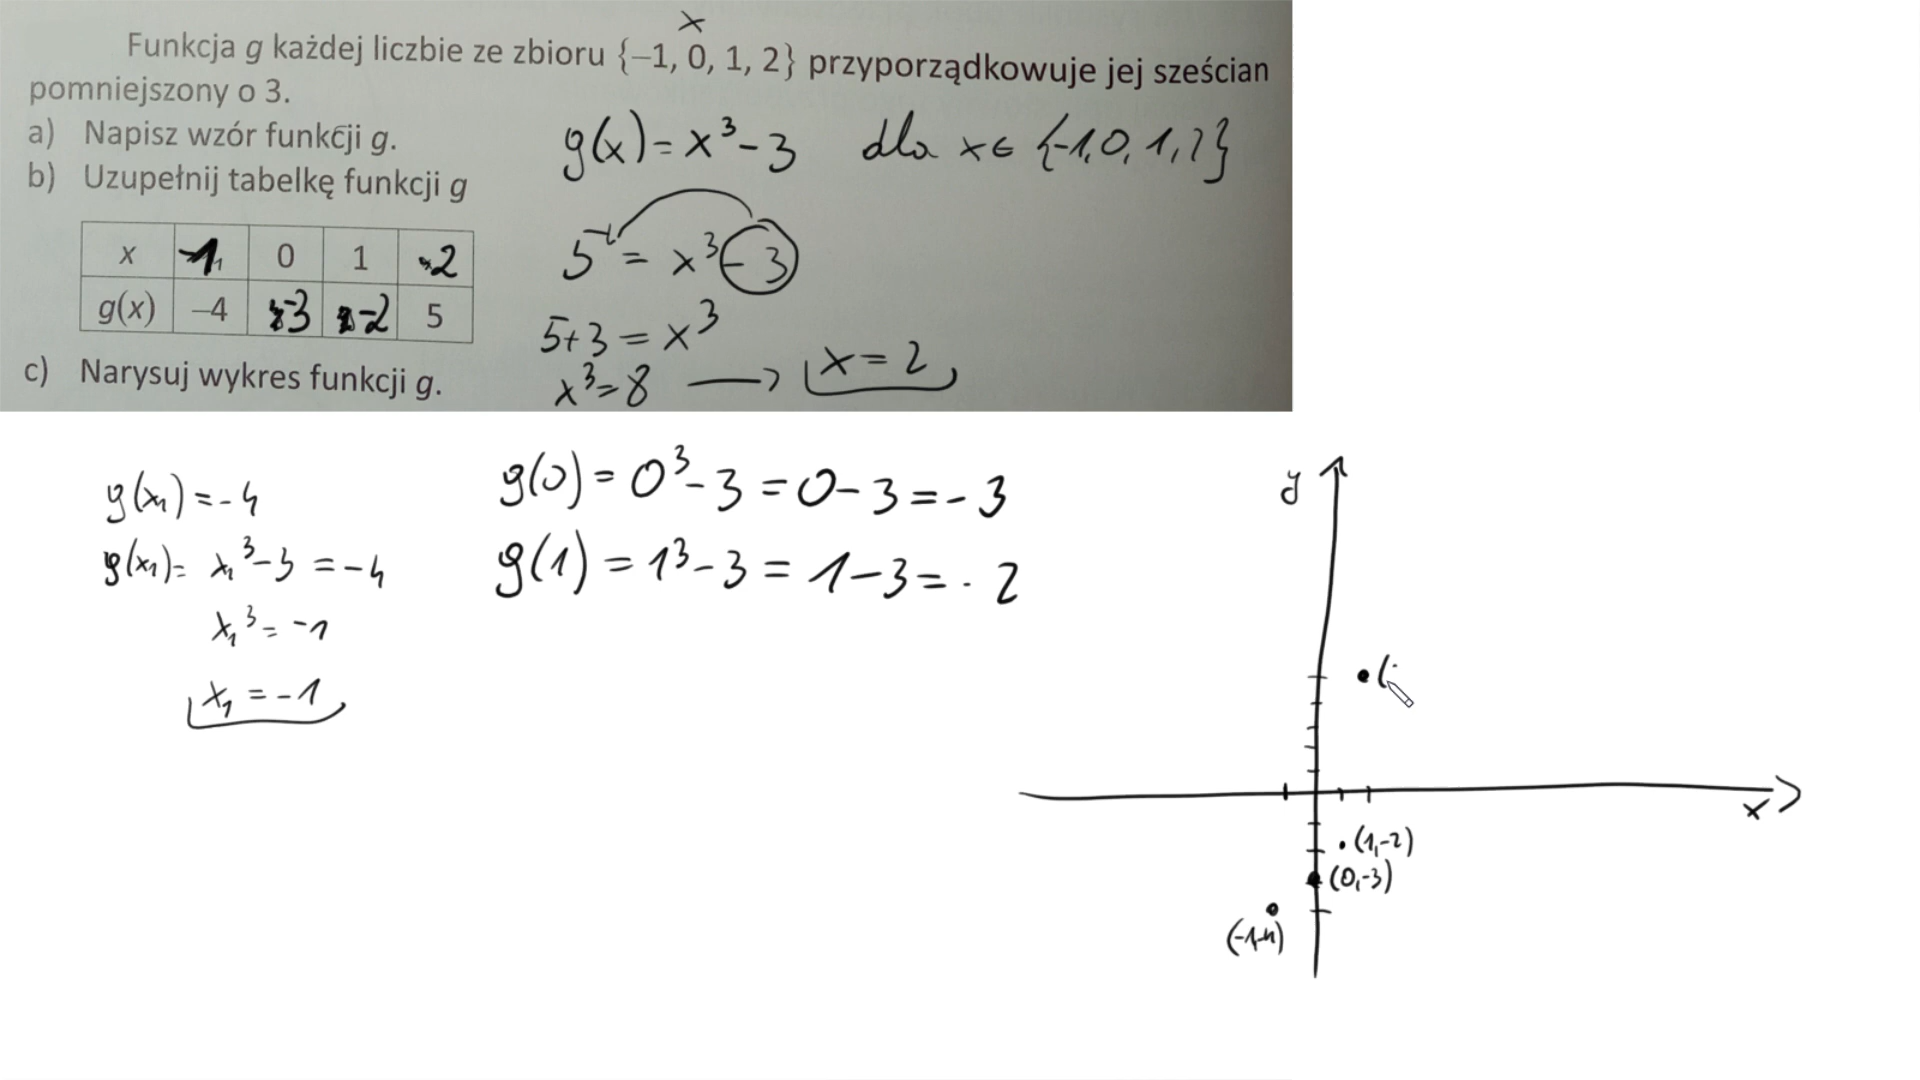 x
Funkcja g każdej liczbie ze zbioru {–1, 0, 1, 2} przyporządkowuje jej sześcian
pomniejszony o 3.
a) Napisz wzór funkcji g.
g(x) = x³ - 3 dla x ∈ {-1, 0, 1, 2}
b) Uzupełnij tabelkę funkcji g
x -1 0 1 2
g(x) –4 -3 -2 5
5 = x³ - 3
5+3 = x³
x³ = 8 → x = 2
c) Narysuj wykres funkcji g.
g(x₁) = -4
g(x₁) = x₁³ - 3 = -4
x₁³ = -1
x₁ = -1
g(0) = 0³ - 3 = 0 - 3 = - 3
g(1) = 1³ - 3 = 1 - 3 = - 2
y
(
x
(1,-2)
(0,-3)
(-1,-4)